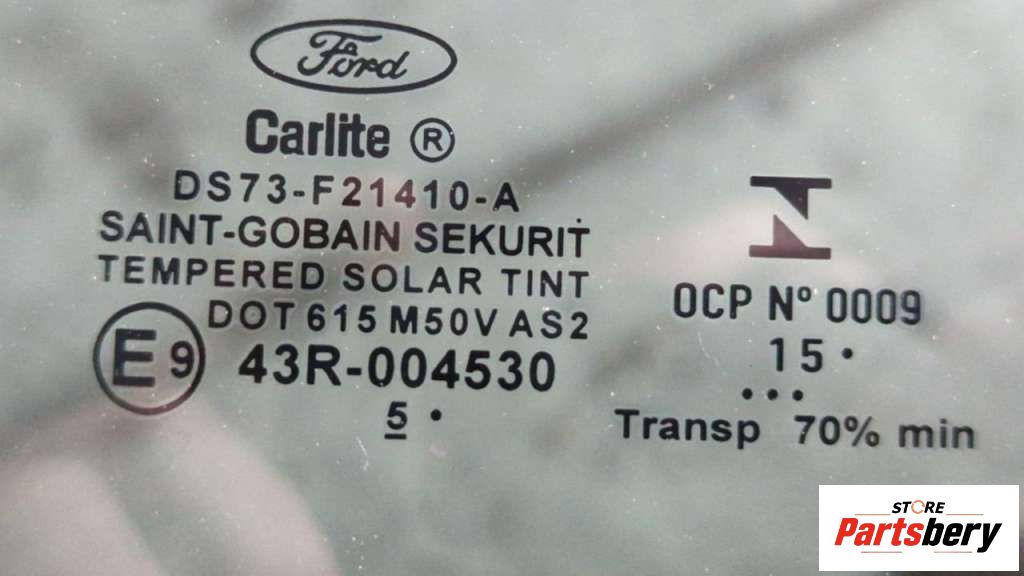 Ford
Carlite ®
DS73-F21410-A
SAINT-GOBAIN SEKURIT
TEMPERED SOLAR TINT
DOT 615 M50V AS2
E9 43R-004530
5 •
OCP Nº 0009
15 •
•••
Transp 70% min
STORE
Partsbery